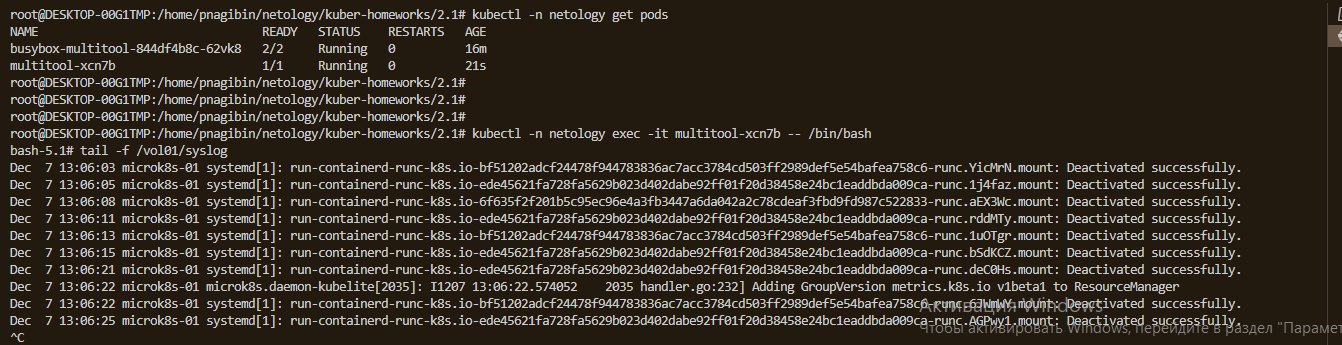 root@DESKTOP-00G1TMP:/home/pnagibin/netology/kuber-homeworks/2.1# kubectl -n netology get pods
NAME READY STATUS RESTARTS AGE
busybox-multitool-844df4b8c-62vk8 2/2 Running 0 16m
multitool-xcn7b 1/1 Running 0 21s
root@DESKTOP-00G1TMP:/home/pnagibin/netology/kuber-homeworks/2.1#
root@DESKTOP-00G1TMP:/home/pnagibin/netology/kuber-homeworks/2.1#
root@DESKTOP-00G1TMP:/home/pnagibin/netology/kuber-homeworks/2.1#
root@DESKTOP-00G1TMP:/home/pnagibin/netology/kuber-homeworks/2.1# kubectl -n netology exec -it multitool-xcn7b -- /bin/bash
bash-5.1# tail -f /vol01/syslog
Dec 7 13:06:03 microk8s-01 systemd[1]: run-containerd-runc-k8s.io-bf51202adcf24478f944783836ac7acc3784cd503ff2989def5e54bafea758c6-runc.YicMrN.mount: Deactivated successfully.
Dec 7 13:06:05 microk8s-01 systemd[1]: run-containerd-runc-k8s.io-ede45621fa728fa5629b023d402dabe92ff01f20d38458e24bc1eaddbda009ca-runc.1j4faz.mount: Deactivated successfully.
Dec 7 13:06:08 microk8s-01 systemd[1]: run-containerd-runc-k8s.io-6f635f2f201b5c95ec96e4a3fb3447a6da042a2c78cdeaf3fbd9fd987c522833-runc.aEX3Wc.mount: Deactivated successfully.
Dec 7 13:06:11 microk8s-01 systemd[1]: run-containerd-runc-k8s.io-ede45621fa728fa5629b023d402dabe92ff01f20d38458e24bc1eaddbda009ca-runc.rddMTy.mount: Deactivated successfully.
Dec 7 13:06:13 microk8s-01 systemd[1]: run-containerd-runc-k8s.io-bf51202adcf24478f944783836ac7acc3784cd503ff2989def5e54bafea758c6-runc.1uOTgr.mount: Deactivated successfully.
Dec 7 13:06:15 microk8s-01 systemd[1]: run-containerd-runc-k8s.io-ede45621fa728fa5629b023d402dabe92ff01f20d38458e24bc1eaddbda009ca-runc.bSdKCZ.mount: Deactivated successfully.
Dec 7 13:06:21 microk8s-01 systemd[1]: run-containerd-runc-k8s.io-ede45621fa728fa5629b023d402dabe92ff01f20d38458e24bc1eaddbda009ca-runc.deC0Hs.mount: Deactivated successfully.
Dec 7 13:06:22 microk8s-01 microk8s.daemon-kubelite[2035]: I1207 13:06:22.574052 2035 handler.go:232] Adding GroupVersion metrics.k8s.io v1beta1 to ResourceManager
Dec 7 13:06:22 microk8s-01 systemd[1]: run-containerd-runc-k8s.io-bf51202adcf24478f944783836ac7acc3784cd503ff2989def5e54bafea758c6-runc.6JWmWY.mount: Deactivated successfully.
Активация Windows
Dec 7 13:06:25 microk8s-01 systemd[1]: run-containerd-runc-k8s.io-ede45621fa728fa5629b023d402dabe92ff01f20d38458e24bc1eaddbda009ca-runc.AGPwy1.mount: Deactivated successfully.
Чтобы активировать Windows, перейдите в раздел "Парамет
^C